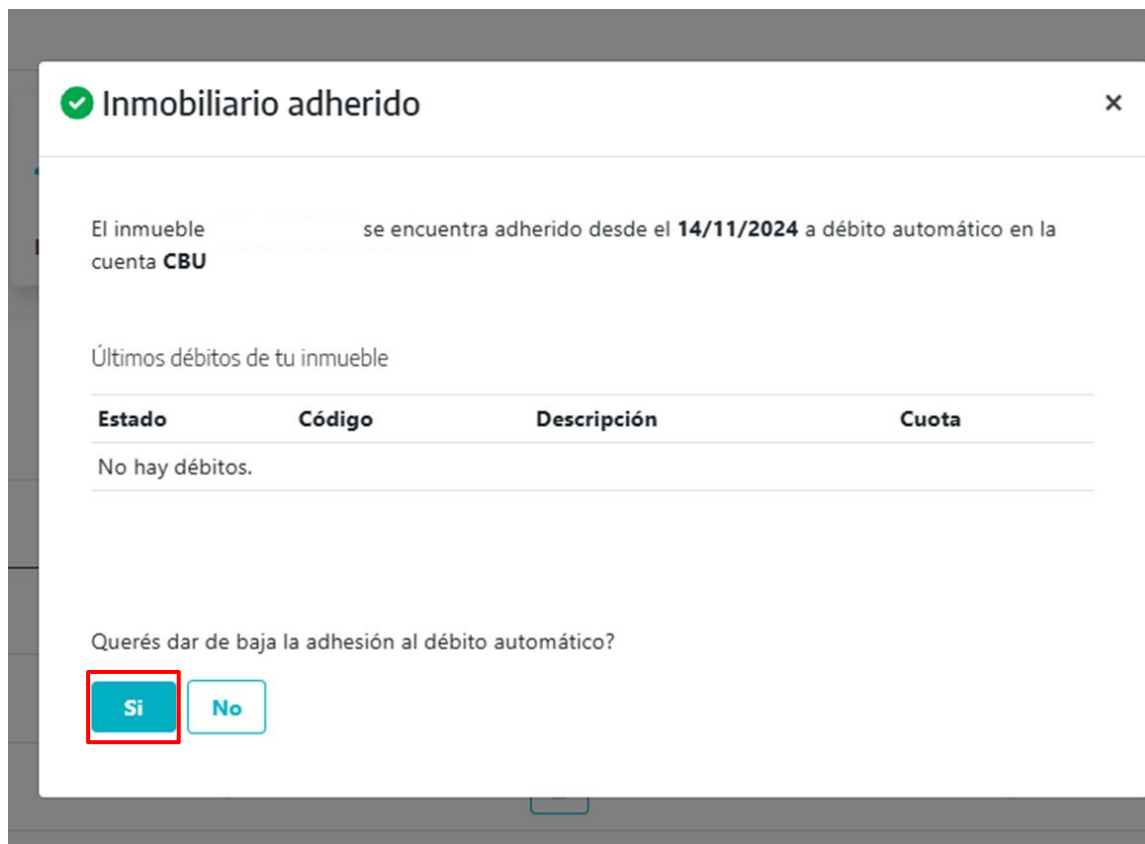 Inmobiliario adherido ×
El inmueble se encuentra adherido desde el 14/11/2024 a débito automático en la
cuenta CBU
Últimos débitos de tu inmueble
Estado Código Descripción Cuota
No hay débitos.
Querés dar de baja la adhesión al débito automático?
Si No